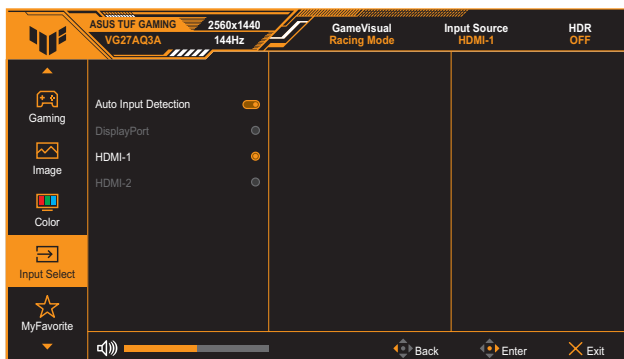 ASUS TUF GAMING 2560x1440 GameVisual Input Source HDR
VG27AQ3A 144Hz Racing Mode HDMI-1 OFF
Gaming
Image
Color
Input Select
MyFavorite
Auto Input Detection
DisplayPort
HDMI-1
HDMI-2
Back Enter Exit